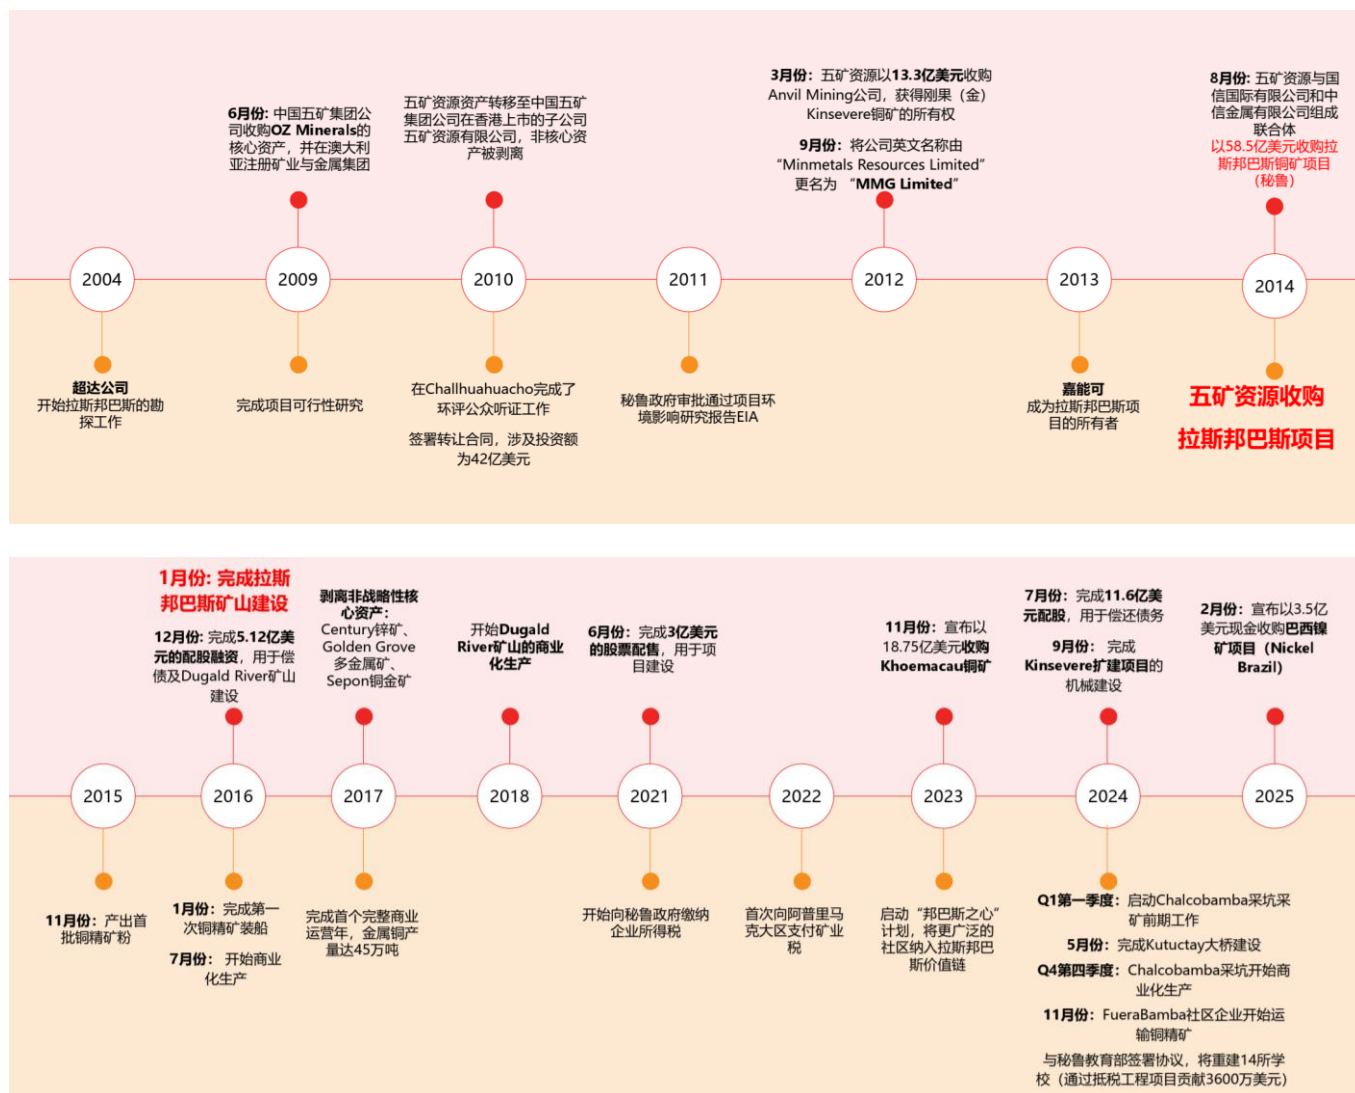 6月份: 中国五矿集团公
司收购OZ Minerals的
核心资产，并在澳大利
亚注册矿业与金属集团
五矿资源资产转移至中国五矿
集团公司在香港上市的子公司
五矿资源有限公司，非核心资
产被剥离
3月份：五矿资源以13.3亿美元收购
Anvil Mining公司，获得刚果（金）
Kinsevere铜矿的所有权
9月份：将公司英文名称由
“Minmetals Resources Limited”
更名为 “MMG Limited”
8月份: 五矿资源与国
信国际有限公司和中
信金属有限公司组成
联合体
以58.5亿美元收购拉
斯邦巴斯铜矿项目
（秘鲁）
2004
2009
2010
2011
2012
2013
2014
超达公司
开始拉斯邦巴斯的勘
探工作
完成项目可行性研究
在Challhuahuacho完成了
环评公众听证工作
签署转让合同，涉及投资额
为42亿美元
秘鲁政府审批通过项目环
境影响研究报告EIA
嘉能可
成为拉斯邦巴斯项
目的所有者
五矿资源收购
拉斯邦巴斯项目
1月份: 完成拉斯
邦巴斯矿山建设
12月份: 完成5.12亿美
元的配股融资，用于偿
债及Dugald River矿山
建设
剥离非战略性核
心资产：
Century锌矿、
Golden Grove
多金属矿、
Sepon铜金矿
开始Dugald
River矿山的商业
化生产
6月份：完成3亿美元
的股票配售，用于项
目建设
11月份：宣布以
18.75亿美元收购
Khoemacau铜矿
7月份：完成11.6亿美
元配股，用于偿还债务
9月份：完成
Kinsevere扩建项目的
机械建设
2月份：宣布以3.5亿
美元现金收购巴西镍
矿项目（Nickel
Brazil）
2015
2016
2017
2018
2021
2022
2023
2024
2025
11月份：产出首
批铜精矿粉
1月份：完成第一
次铜精矿装船
7月份： 开始商业
化生产
完成首个完整商业
运营年，金属铜产
量达45万吨
开始向秘鲁政府缴纳
企业所得税
首次向阿普里马
克大区支付矿业
税
启动“邦巴斯之心”
计划，将更广泛的
社区纳入拉斯邦巴
斯价值链
Q1第一季度：启动Chalcobamba采坑采
矿前期工作
5月份：完成Kutuctay大桥建设
Q4第四季度：Chalcobamba采坑开始商
业化生产
11月份：FueraBamba社区企业开始运
输铜精矿
与秘鲁教育部签署协议，将重建14所学
校（通过抵税工程项目贡献3600万美元）